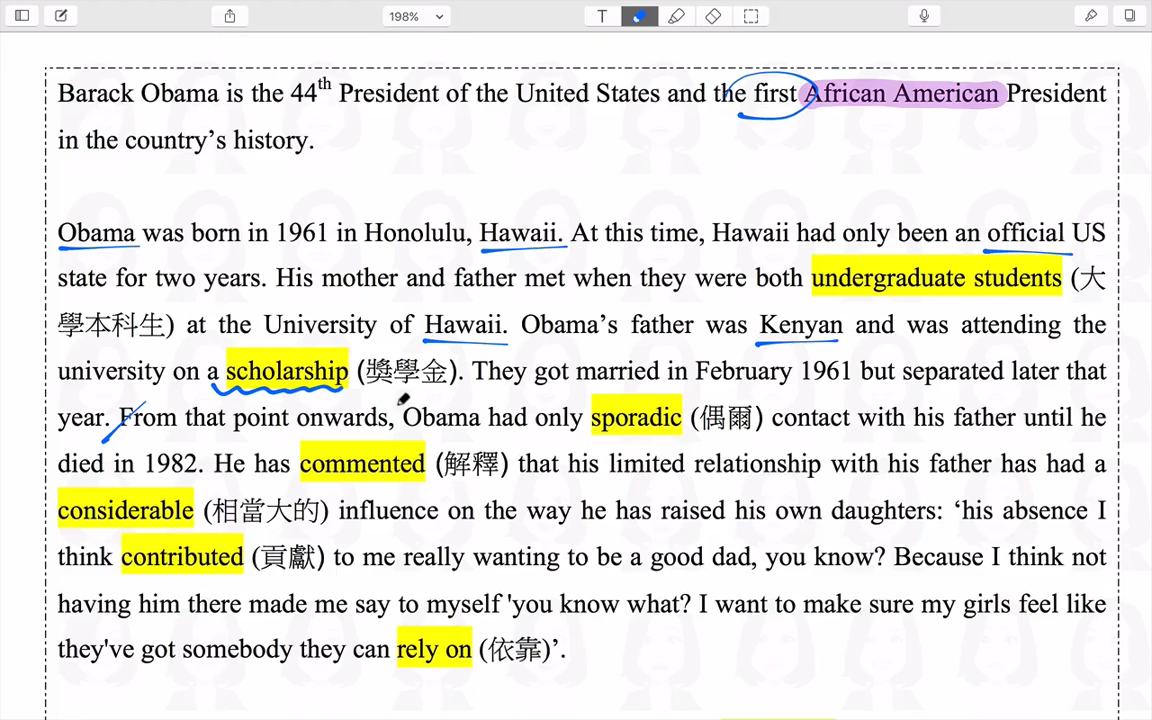 198%
T
Barack Obama is the 44th President of the United States and the first African American President
in the country’s history.
Obama was born in 1961 in Honolulu, Hawaii. At this time, Hawaii had only been an official US
state for two years. His mother and father met when they were both undergraduate students (大
學本科生) at the University of Hawaii. Obama’s father was Kenyan and was attending the
university on a scholarship (獎學金). They got married in February 1961 but separated later that
year. From that point onwards, Obama had only sporadic (偶爾) contact with his father until he
died in 1982. He has commented (解釋) that his limited relationship with his father has had a
considerable (相當大的) influence on the way he has raised his own daughters: ‘his absence I
think contributed (貢獻) to me really wanting to be a good dad, you know? Because I think not
having him there made me say to myself 'you know what? I want to make sure my girls feel like
they've got somebody they can rely on (依靠)’.